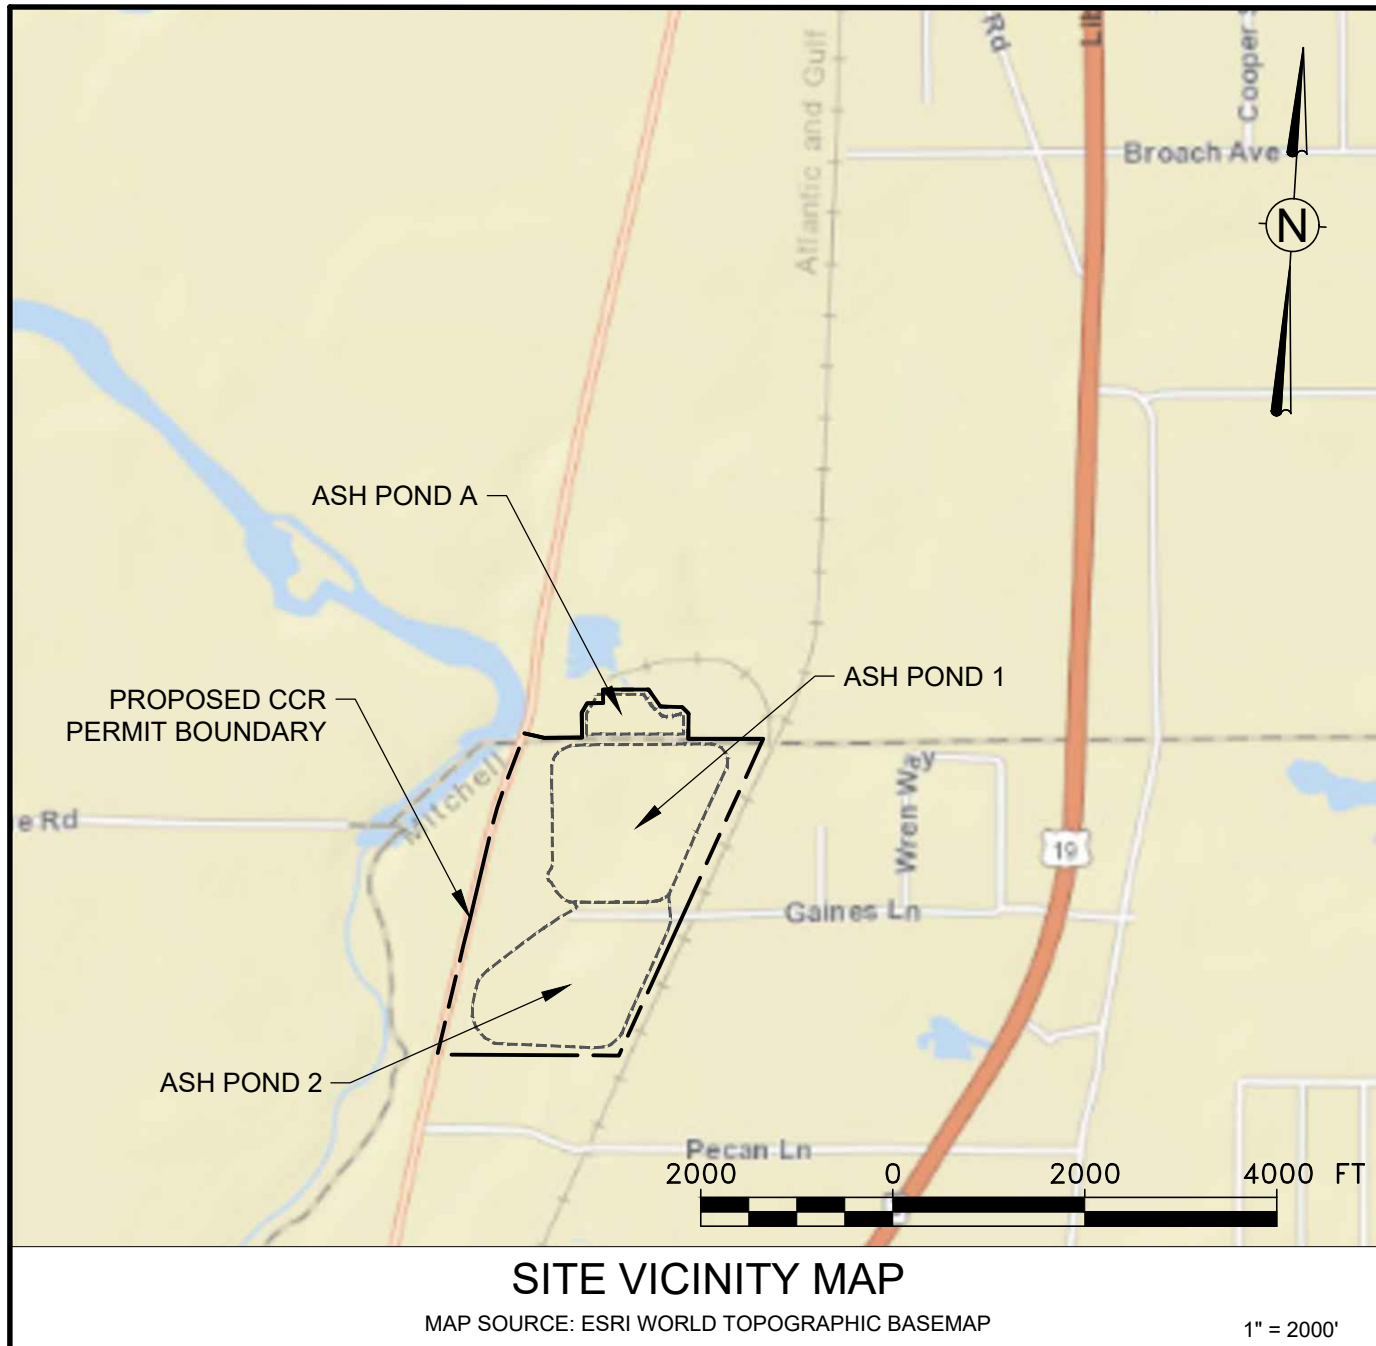 Rd
Cooper
Atlantic and Gulf
Broach Ave
N
ASH POND A
ASH POND 1
PROPOSED CCR
PERMIT BOUNDARY
Mitchell
Wren Way
e Rd
19
Gaines Ln
ASH POND 2
Pecan Ln
2000 0 2000 4000 FT
SITE VICINITY MAP
MAP SOURCE: ESRI WORLD TOPOGRAPHIC BASEMAP
1" = 2000'